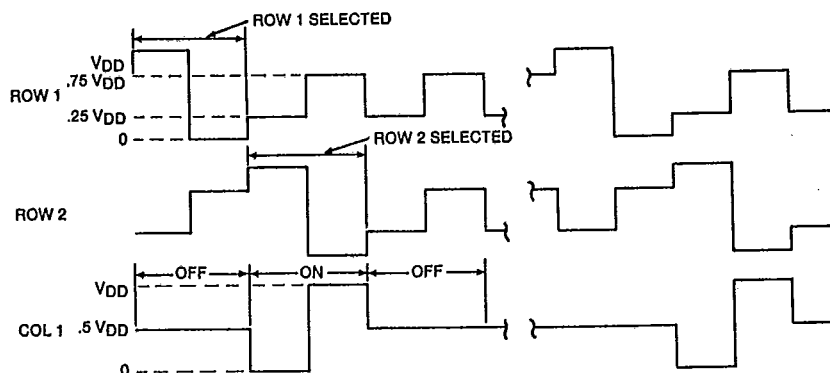 ROW 1 SELECTED
VDD
.75 VDD
ROW 1
.25 VDD
0
ROW 2 SELECTED
ROW 2
OFF ON OFF
VDD
COL 1 .5 VDD
0